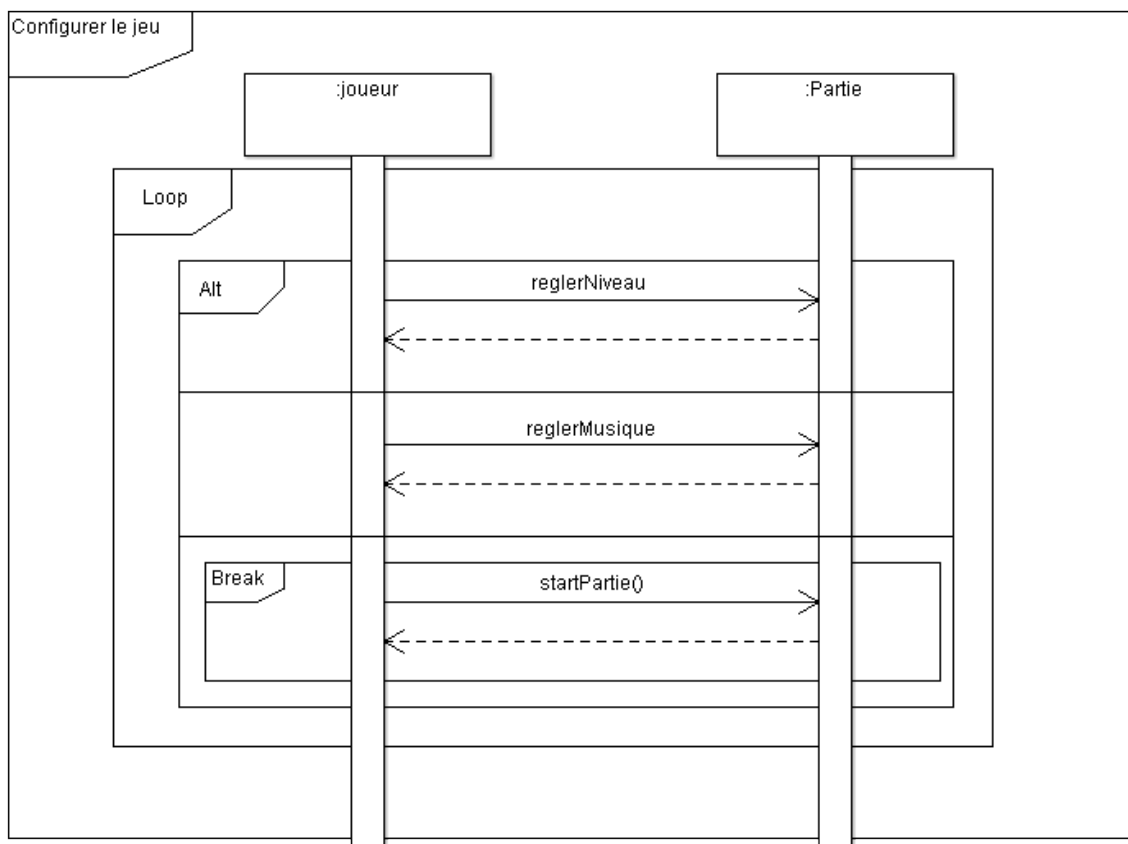 Configurer le jeu
:joueur
:Partie
Loop
Alt
reglerNiveau
reglerMusique
Break
startPartie()